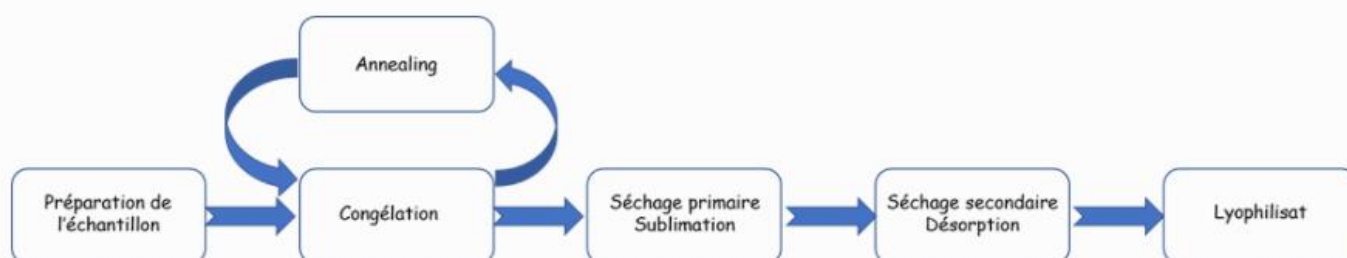 Annealing
Préparation de
l'échantillon
Congélation
Séchage primaire
Sublimation
Séchage secondaire
Désorption
Lyophilisat